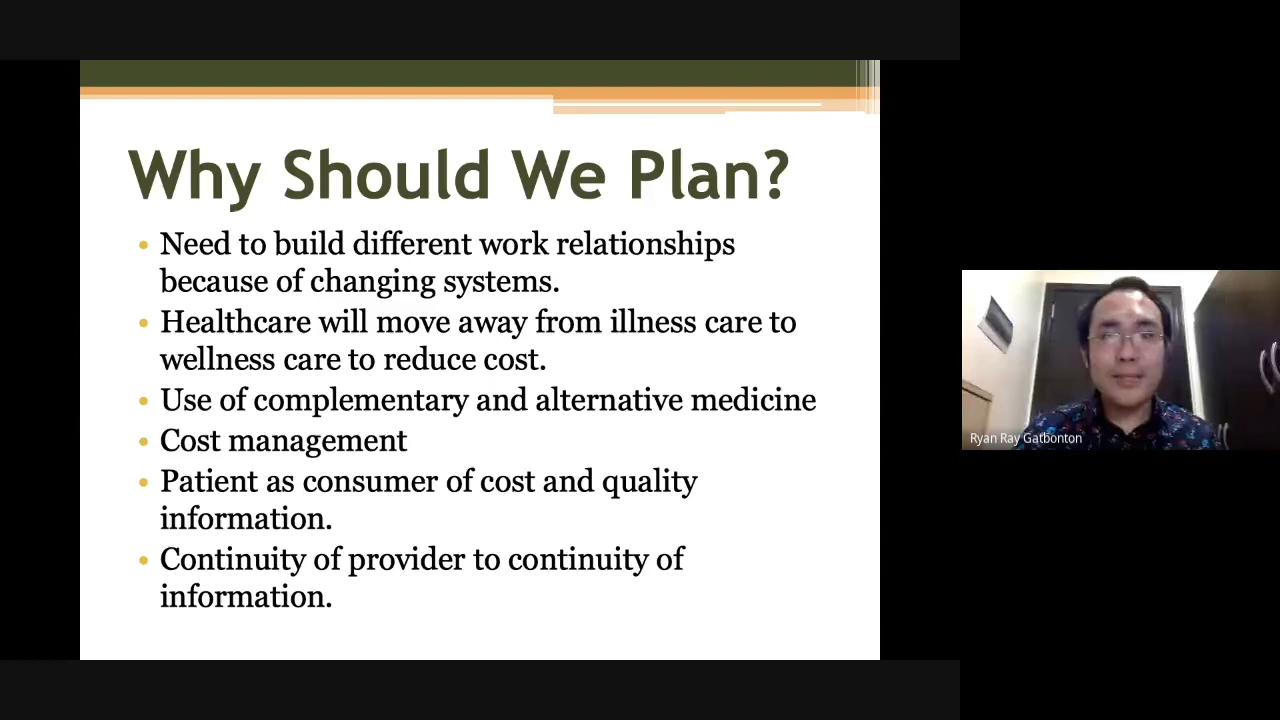 Why Should We Plan?
• Need to build different work relationships
because of changing systems.
• Healthcare will move away from illness care to
wellness care to reduce cost.
• Use of complementary and alternative medicine
• Cost management
• Patient as consumer of cost and quality
information.
• Continuity of provider to continuity of
information.
Ryan Ray Gatbonton